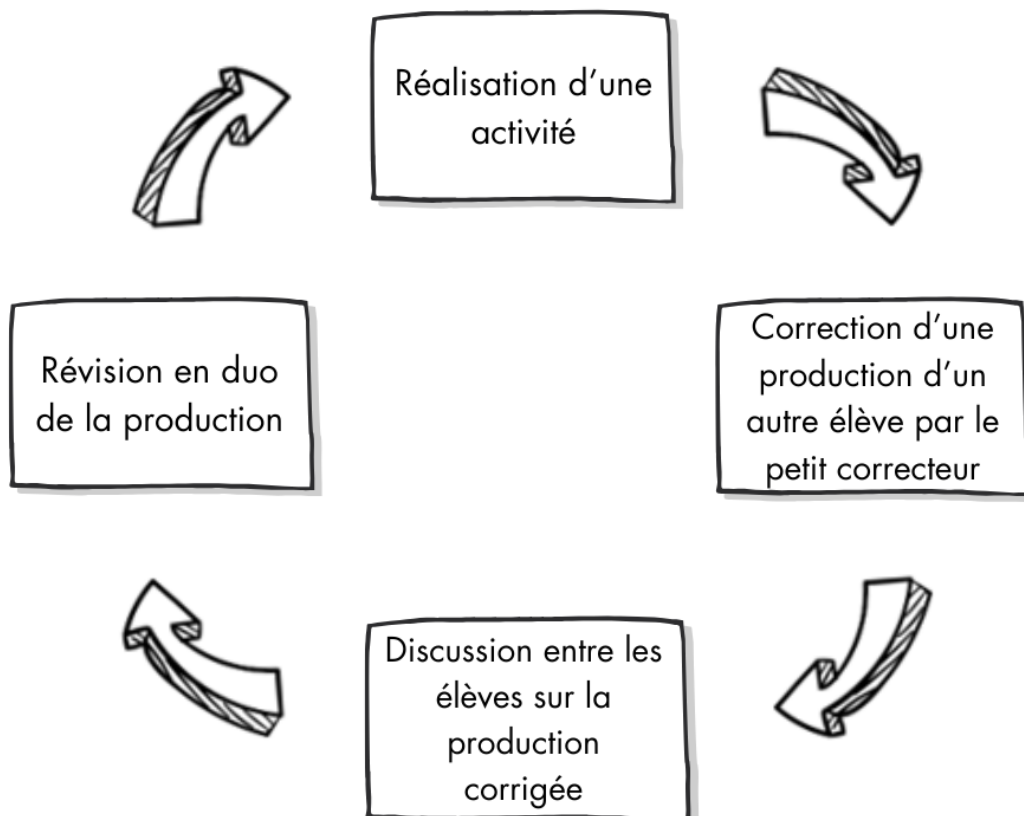 Réalisation d’une
activité
Correction d’une
production d’un
autre élève par le
petit correcteur
Discussion entre les
élèves sur la
production
corrigée
Révision en duo
de la production